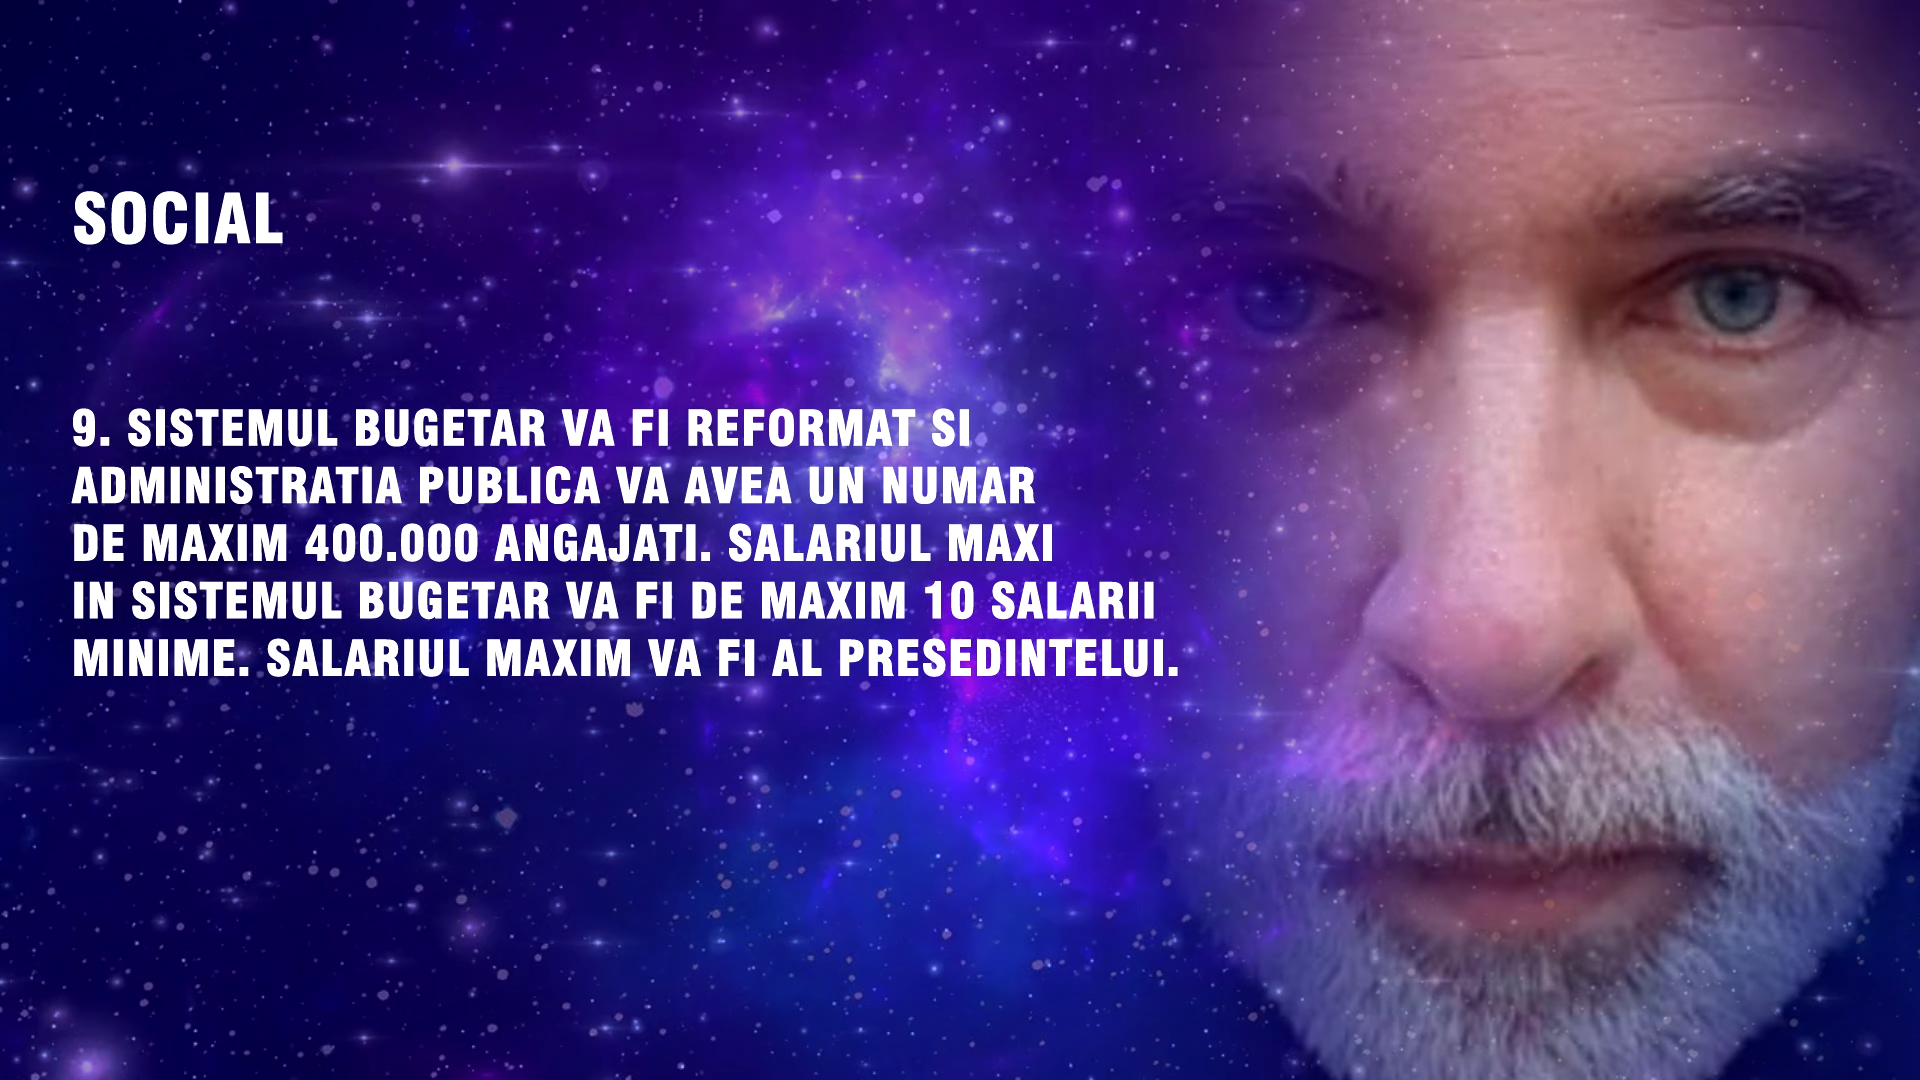 SOCIAL
9. SISTEMUL BUGETAR VA FI REFORMAT SI
ADMINISTRATIA PUBLICA VA AVEA UN NUMAR
DE MAXIM 400.000 ANGAJATI. SALARIUL MAXI
IN SISTEMUL BUGETAR VA FI DE MAXIM 10 SALARII
MINIME. SALARIUL MAXIM VA FI AL PRESEDINTELUI.